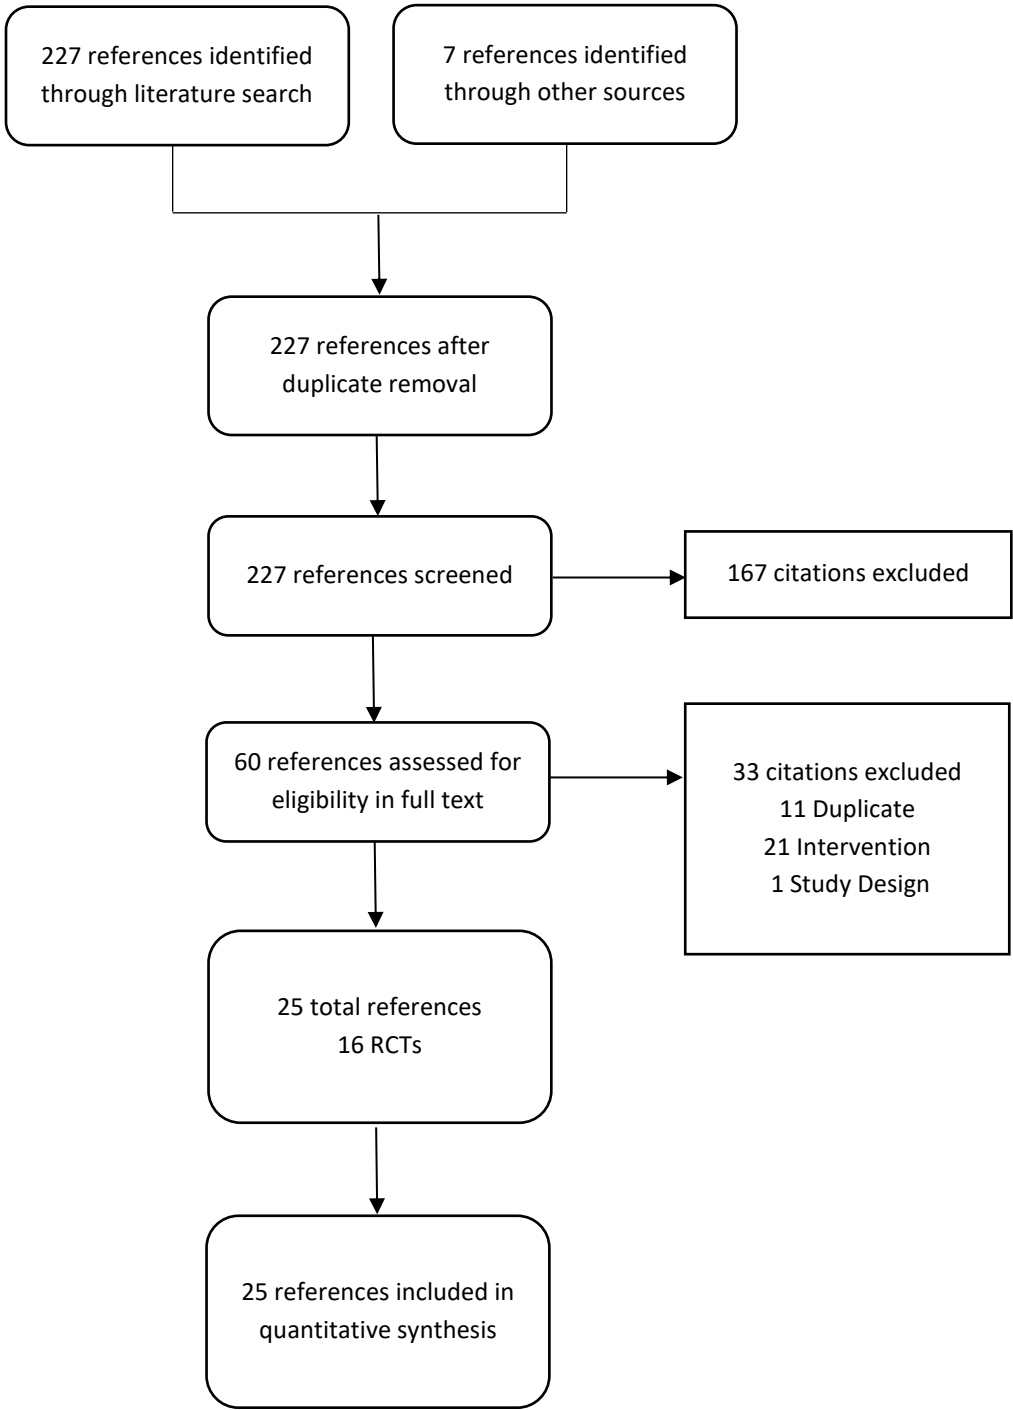 227 references identified
through literature search
7 references identified
through other sources
227 references after
duplicate removal
227 references screened
167 citations excluded
60 references assessed for
eligibility in full text
33 citations excluded
11 Duplicate
21 Intervention
1 Study Design
25 total references
16 RCTs
25 references included in
quantitative synthesis